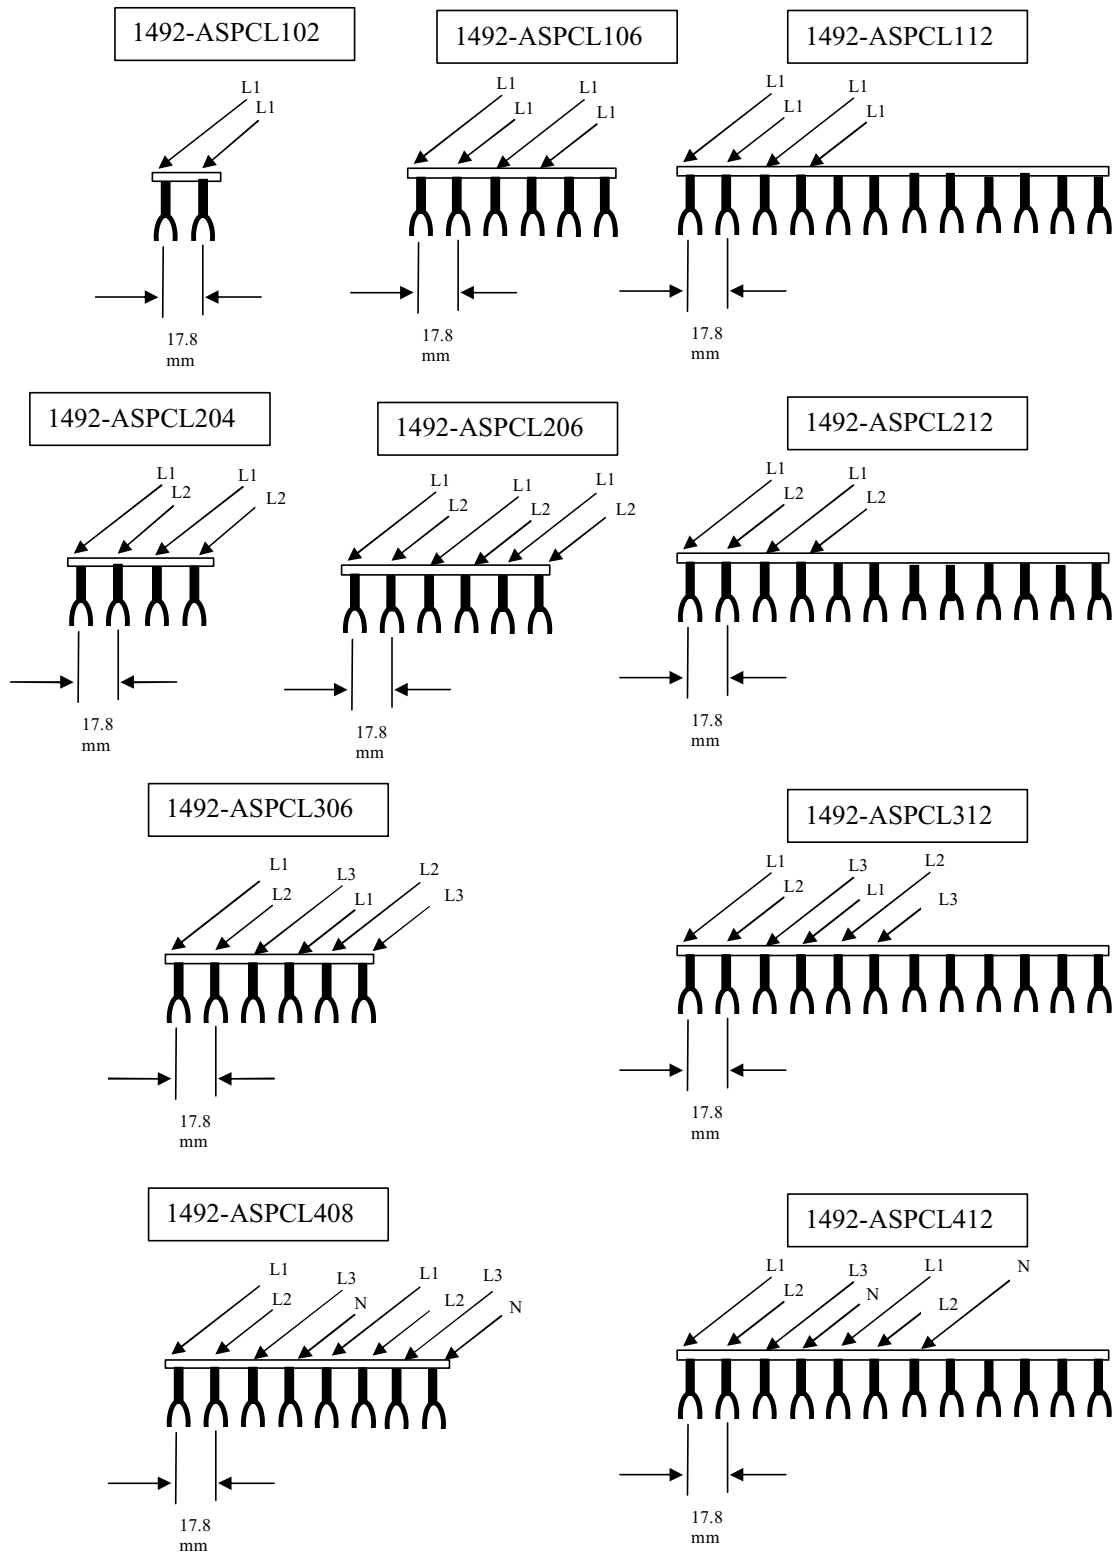 1492-ASPCL102
L1
L1
17.8
mm
1492-ASPCL106
L1
L1
L1
L1
17.8
mm
1492-ASPCL112
L1
L1
L1
L1
17.8
mm
1492-ASPCL204
L1
L2
L1
L2
17.8
mm
1492-ASPCL206
L1
L2
L1
L2
L1
L2
17.8
mm
1492-ASPCL212
L1
L2
L1
L2
17.8
mm
1492-ASPCL306
L1
L2
L3
L1
L2
L3
17.8
mm
1492-ASPCL312
L1
L2
L3
L1
L2
L3
17.8
mm
1492-ASPCL408
L1
L2
L3
N
L1
L2
L3
N
17.8
mm
1492-ASPCL412
L1
L2
L3
N
L1
L2
N
17.8
mm